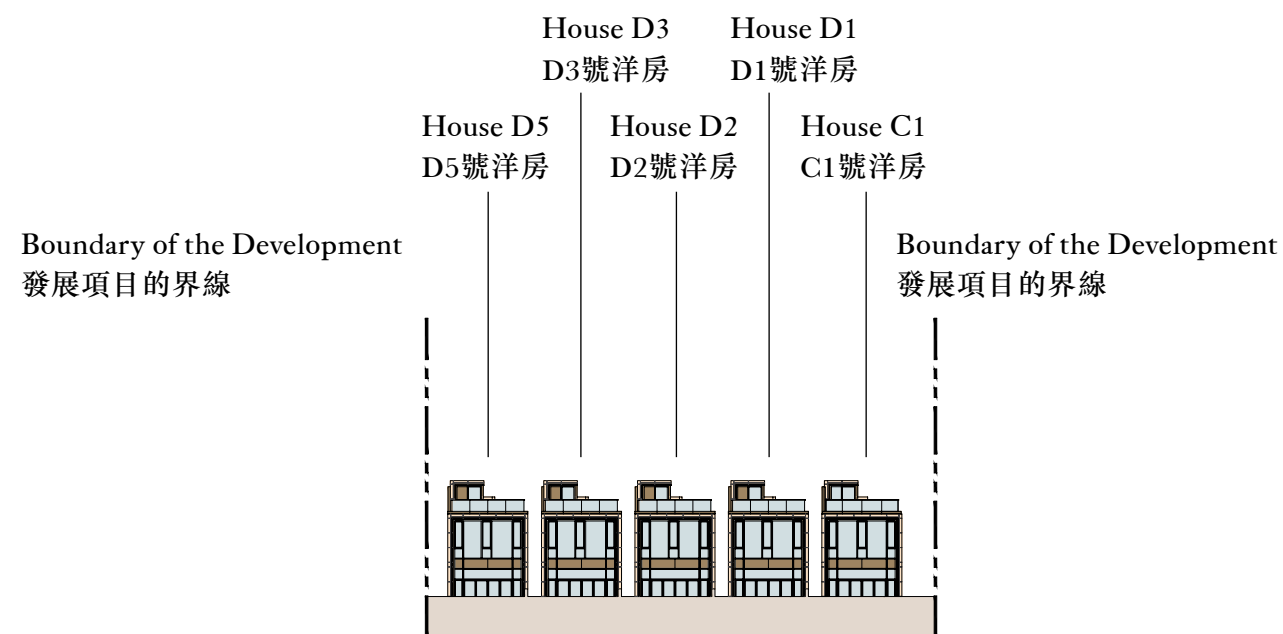 House D3
D3號洋房
House D1
D1號洋房
House D5
D5號洋房
House D2
D2號洋房
House C1
C1號洋房
Boundary of the Development
發展項目的界線
Boundary of the Development
發展項目的界線